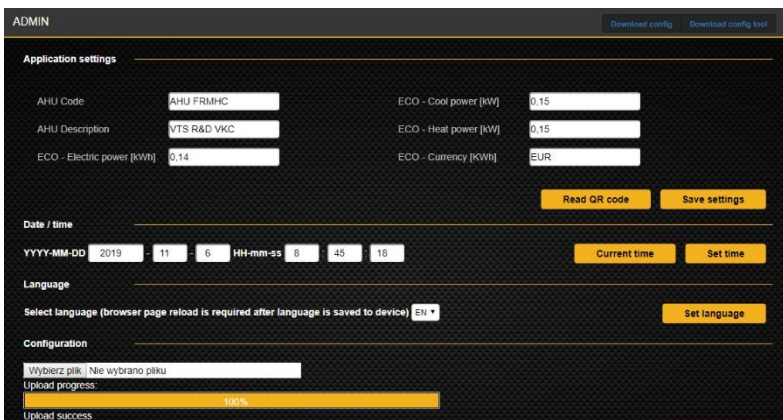 ADMIN Download config Download config tool
Application settings
AHU Code AHU FRMHC ECO - Cool power [kW] 0,15
AHU Description VTS R&D VKC ECO - Heat power [kW] 0,15
ECO - Electric power [kWh] 0,14 ECO - Currency [KWh] EUR
Read QR code Save settings
Date / time
YYYY-MM-DD 2019 - 11 - 6 HH-mm-ss 8 : 45 : 18 Current time Set time
Language
Select language (browser page reload is required after language is saved to device) EN Set language
Configuration
Wybierz plik Nie wybrano pliku
Upload progress:
100%
Upload success